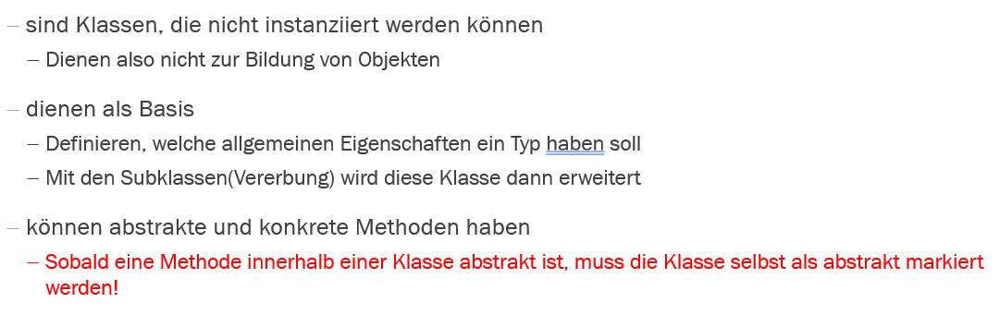 – sind Klassen, die nicht instanziiert werden können
– Dienen also nicht zur Bildung von Objekten
– dienen als Basis
– Definieren, welche allgemeinen Eigenschaften ein Typ haben soll
– Mit den Subklassen(Vererbung) wird diese Klasse dann erweitert
– können abstrakte und konkrete Methoden haben
– Sobald eine Methode innerhalb einer Klasse abstrakt ist, muss die Klasse selbst als abstrakt markiert
werden!